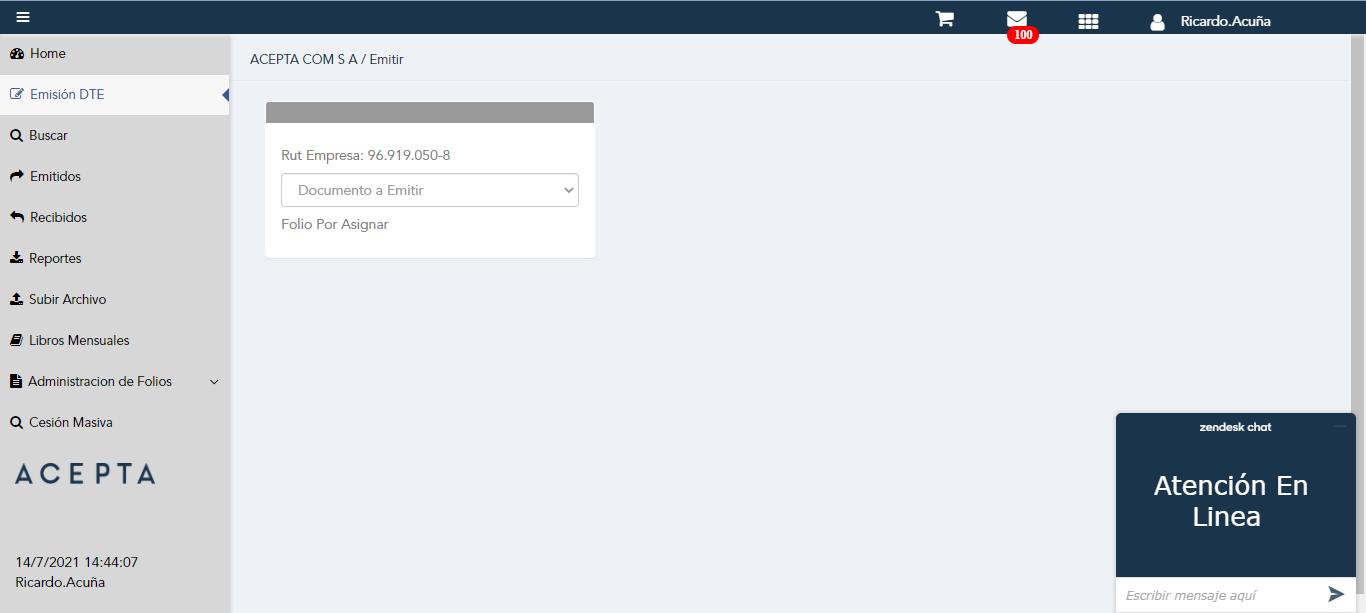 100
Ricardo.Acuña
Home
Emisión DTE
Buscar
Emitidos
Recibidos
Reportes
Subir Archivo
Libros Mensuales
Administracion de Folios
Cesión Masiva
ACEPTA
14/7/2021 14:44:07
Ricardo.Acuña
ACEPTA COM S A / Emitir
Rut Empresa: 96.919.050-8
Documento a Emitir
Folio Por Asignar
zendesk chat
Atención En
Linea
Escribir mensaje aquí